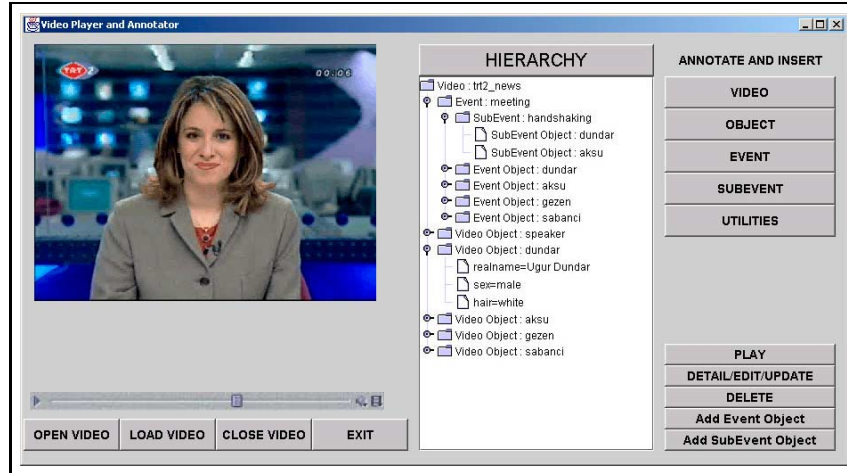 Video Player and Annotator
TRT 2
00:06
OPEN VIDEO
LOAD VIDEO
CLOSE VIDEO
EXIT
HIERARCHY
Video : trt2_news
Event : meeting
SubEvent : handshaking
SubEvent Object : dundar
SubEvent Object : aksu
Event Object : dundar
Event Object : aksu
Event Object : gezen
Event Object : sabanci
Video Object : speaker
Video Object : dundar
realname=Ugur Dundar
sex=male
hair=white
Video Object : aksu
Video Object : gezen
Video Object : sabanci
ANNOTATE AND INSERT
VIDEO
OBJECT
EVENT
SUBEVENT
UTILITIES
PLAY
DETAIL/EDIT/UPDATE
DELETE
Add Event Object
Add SubEvent Object